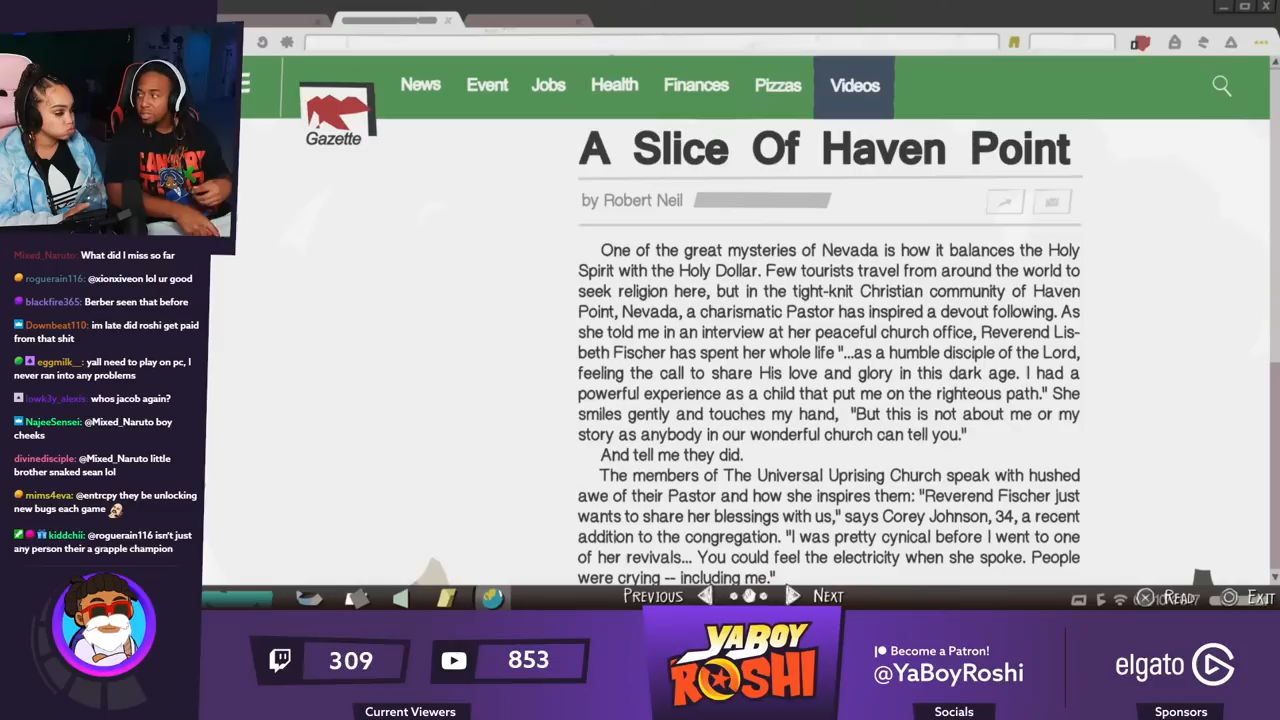 News Event Jobs Health Finances Pizzas Videos
Gazette
A Slice Of Haven Point
by Robert Neil
One of the great mysteries of Nevada is how it balances the Holy
Spirit with the Holy Dollar. Few tourists travel from around the world to
seek religion here, but in the tight-knit Christian community of Haven
Point, Nevada, a charismatic Pastor has inspired a devout following. As
she told me in an interview at her peaceful church office, Reverend Lis-
beth Fischer has spent her whole life "...as a humble disciple of the Lord,
feeling the call to share His love and glory in this dark age. I had a
powerful experience as a child that put me on the righteous path." She
smiles gently and touches my hand, "But this is not about me or my
story as anybody in our wonderful church can tell you."
And tell me they did.
The members of The Universal Uprising Church speak with hushed
awe of their Pastor and how she inspires them: "Reverend Fischer just
wants to share her blessings with us," says Corey Johnson, 34, a recent
addition to the congregation. "I was pretty cynical before I went to one
of her revivals... You could feel the electricity when she spoke. People
were crying -- including me."
Previous Next
Read Exit
Mixed_Naruto: What did I miss so far
roguerain116: @xionxiveon lol ur good
blackfire365: Berber seen that before
Downbeat110: im late did roshi get paid
from that shit
eggmilk__: yall need to play on pc, I
never ran into any problems
lowk3y_alexis: whos jacob again?
NajeeSensei: @Mixed_Naruto boy
cheeks
divinedisciple: @Mixed_Naruto little
brother snaked sean lol
mims4eva: @entrcpy they be unlocking
new bugs each game
kiddchii: @roguerain116 isn't just
any person their a grapple champion
309
853
Current Viewers
YABOY
ROSHI
Become a Patron!
@YaBoyRoshi
Socials
elgato
Sponsors